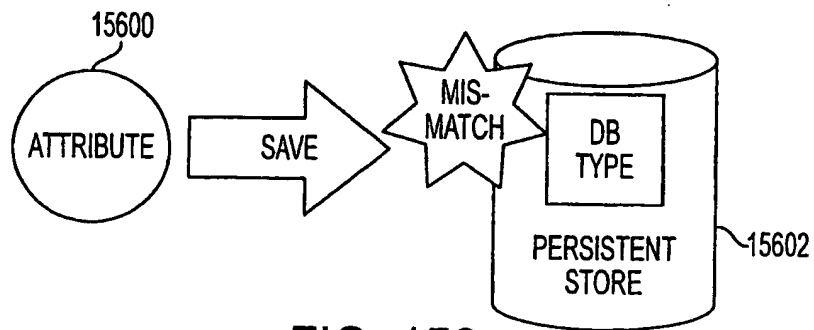 15600
ATTRIBUTE
SAVE
MIS-
MATCH
DB
TYPE
PERSISTENT
STORE
15602